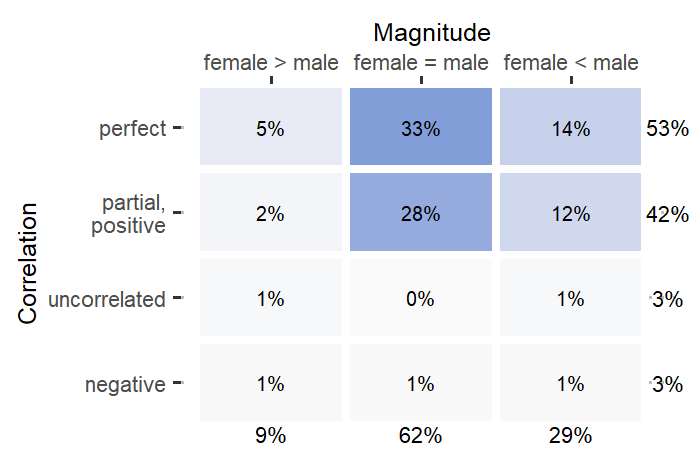 Magnitude
female > male female = male female < male
perfect 5% 33% 14% 53%
partial,
positive 2% 28% 12% 42%
Correlation
uncorrelated 1% 0% 1% 3%
negative 1% 1% 1% 3%
9% 62% 29%